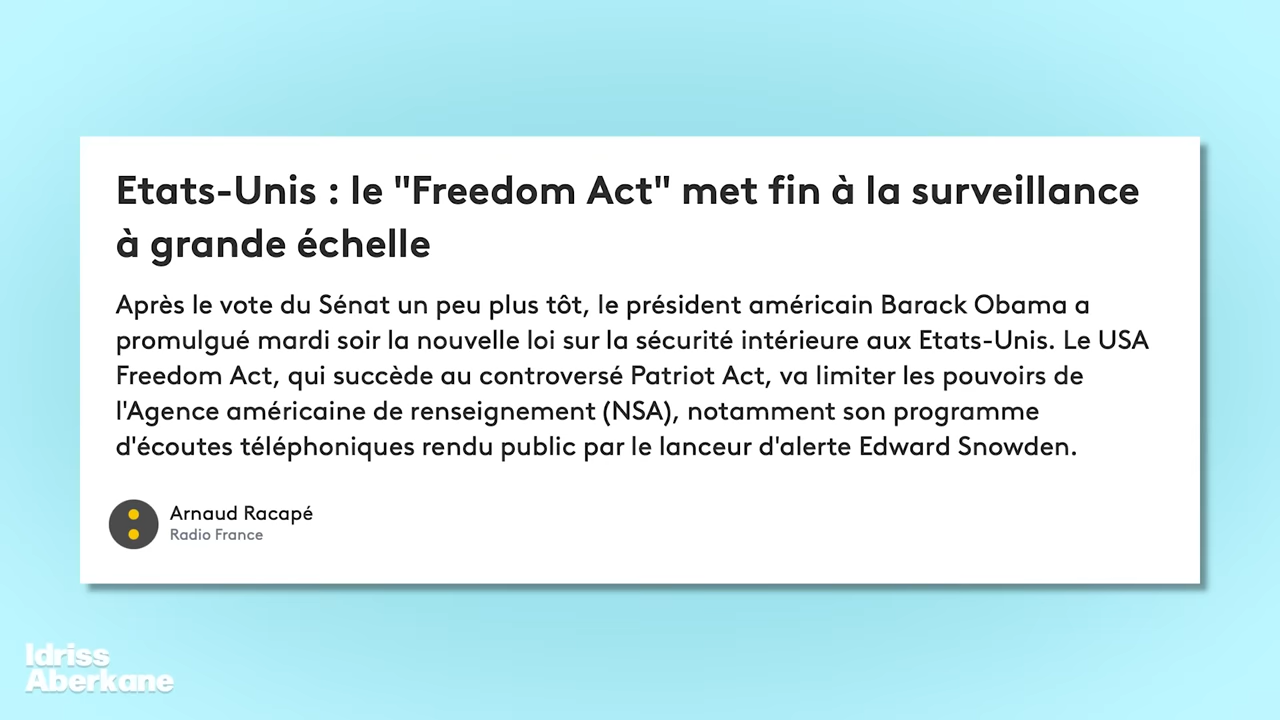 Etats-Unis : le "Freedom Act" met fin à la surveillance
à grande échelle
Après le vote du Sénat un peu plus tôt, le président américain Barack Obama a
promulgué mardi soir la nouvelle loi sur la sécurité intérieure aux Etats-Unis. Le USA
Freedom Act, qui succède au controversé Patriot Act, va limiter les pouvoirs de
l'Agence américaine de renseignement (NSA), notamment son programme
d'écoutes téléphoniques rendu public par le lanceur d'alerte Edward Snowden.
Arnaud Racapé
Radio France
Idriss
Aberkane